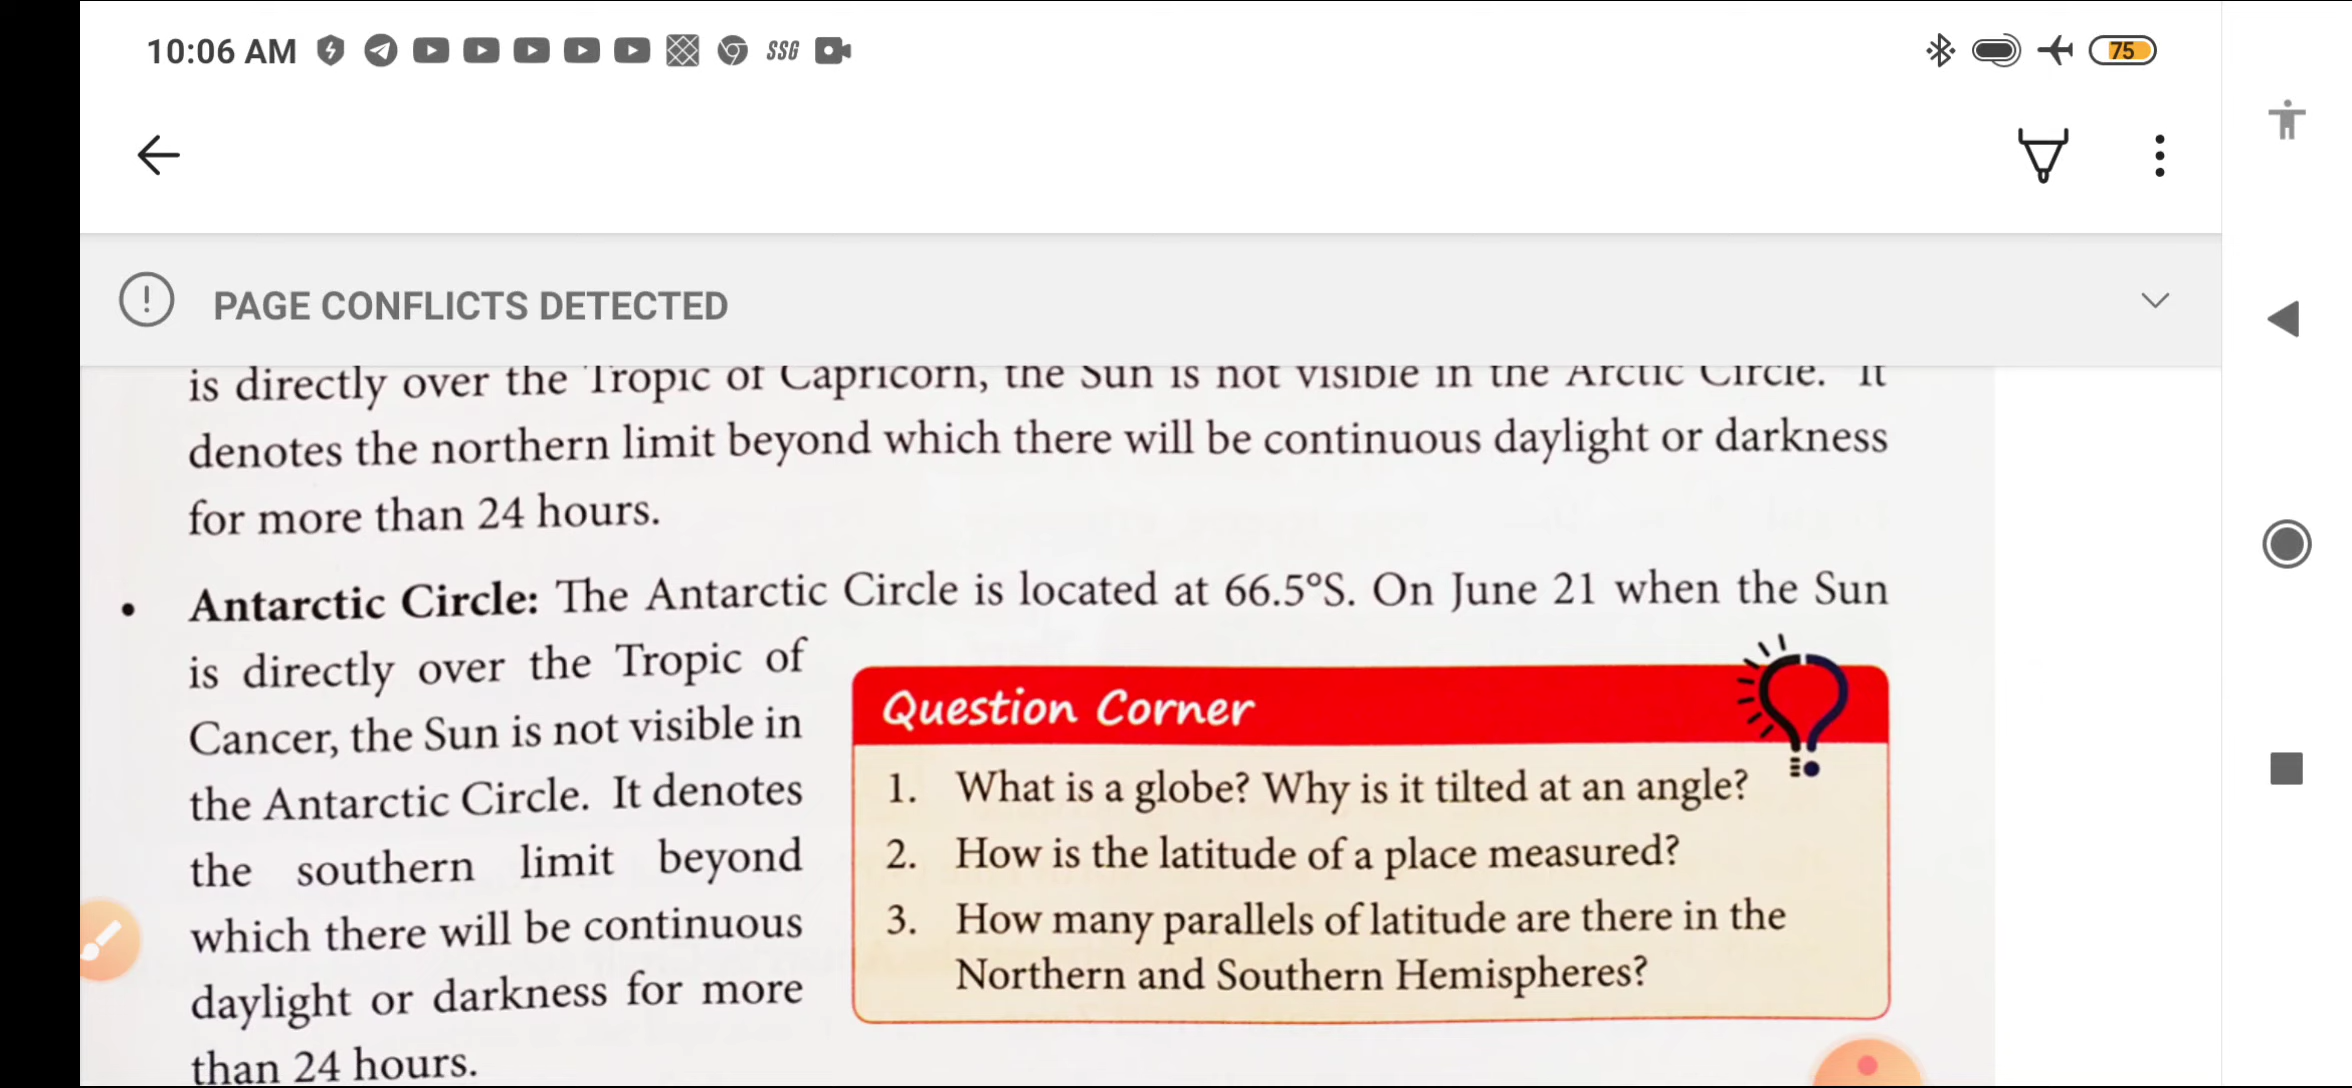 10:06 AM
SSG
75
PAGE CONFLICTS DETECTED
is directly over the Tropic of Capricorn, the Sun is not visible in the Arctic Circle. It
denotes the northern limit beyond which there will be continuous daylight or darkness
for more than 24 hours.
• Antarctic Circle: The Antarctic Circle is located at 66.5°S. On June 21 when the Sun
is directly over the Tropic of
Cancer, the Sun is not visible in
the Antarctic Circle. It denotes
the southern limit beyond
which there will be continuous
daylight or darkness for more
than 24 hours.
Question Corner
1. What is a globe? Why is it tilted at an angle?
2. How is the latitude of a place measured?
3. How many parallels of latitude are there in the
Northern and Southern Hemispheres?